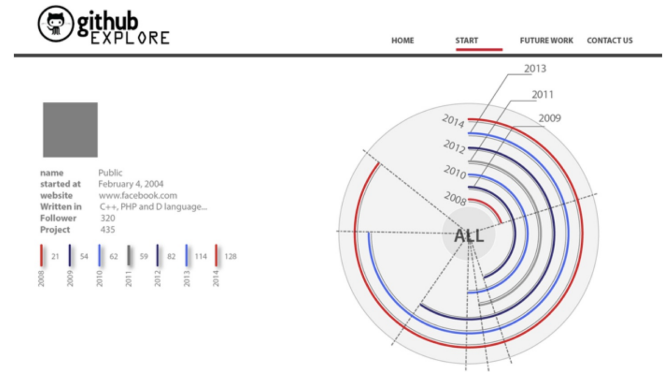 github
EXPLORE
HOME START FUTURE WORK CONTACT US
2013
2011
2009
2014
2012
2010
2008
ALL
name Public
started at February 4, 2004
website www.facebook.com
Written in C++, PHP and D language...
Follower 320
Project 435
21 54 62 59 82 114 128
2008 2009 2010 2011 2012 2013 2014